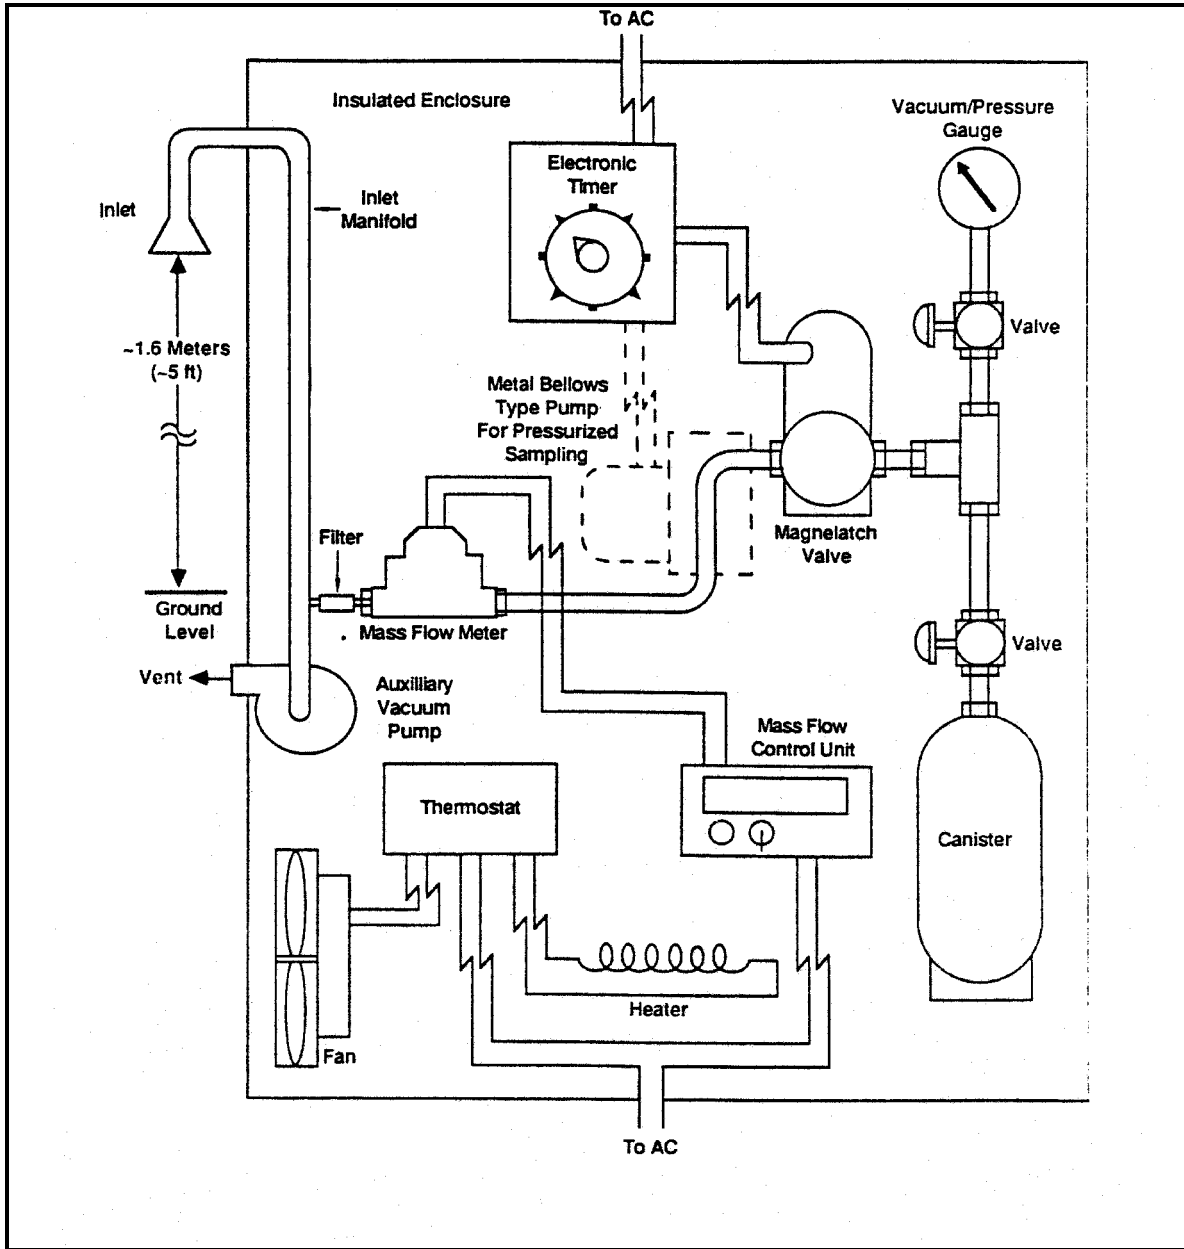 To AC
Insulated Enclosure
Vacuum/Pressure
Gauge
Electronic
Timer
Inlet
Inlet
Manifold
Valve
~1.6 Meters
(~5 ft)
Metal Bellows
Type Pump
For Pressurized
Sampling
Magnelatch
Valve
Filter
Ground
Level
Mass Flow Meter
Valve
Vent
Auxilliary
Vacuum
Pump
Mass Flow
Control Unit
Thermostat
Canister
Heater
Fan
To AC